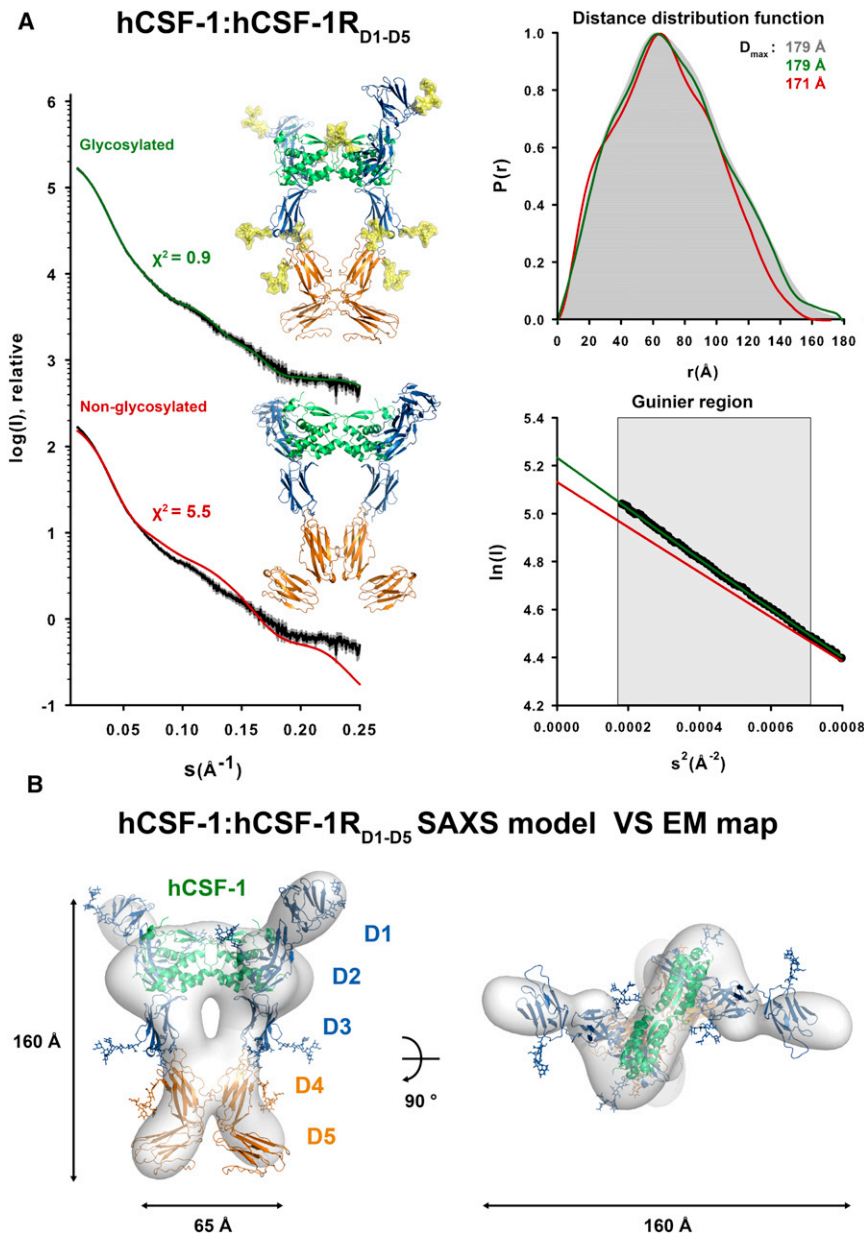 A
hCSF-1:hCSF-1R_D1-D5
Glycosylated
χ² = 0.9
Non-glycosylated
χ² = 5.5
log(I), relative
6
5
4
3
2
1
0
-1
0.05 0.10 0.15 0.20 0.25
s(Å⁻¹)
Distance distribution function
D_max : 179 Å
179 Å
171 Å
P(r)
1.0
0.8
0.6
0.4
0.2
0.0
0 20 40 60 80 100 120 140 160 180
r(Å)
Guinier region
ln(I)
5.4
5.2
5.0
4.8
4.6
4.4
4.2
0.0000 0.0002 0.0004 0.0006 0.0008
s²(Å⁻²)
B
hCSF-1:hCSF-1R_D1-D5 SAXS model VS EM map
hCSF-1
D1
D2
D3
D4
D5
160 Å
90 °
65 Å
160 Å